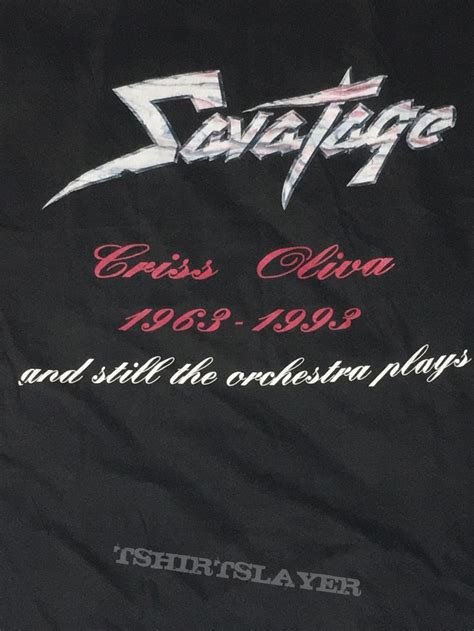 Savatage
Criss Oliva
1963-1993
and still the orchestra plays
TSHIRTSLAYER